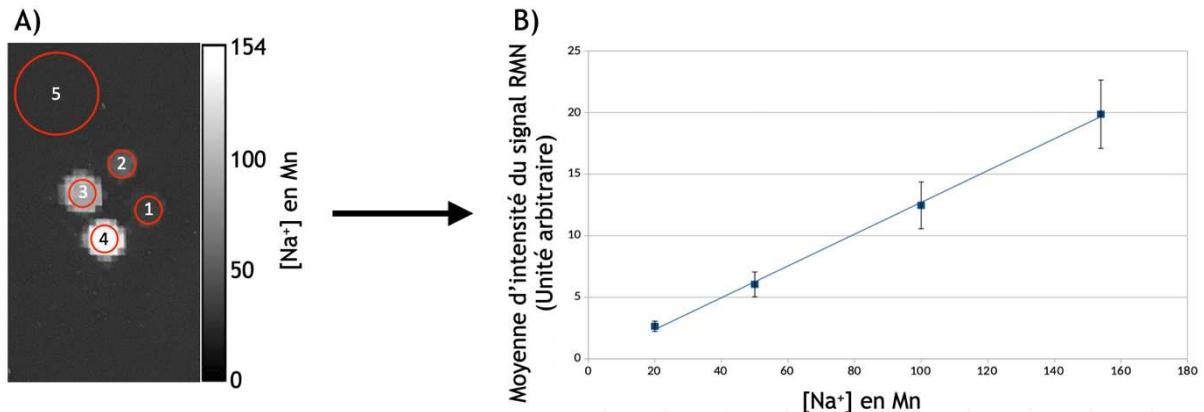 A)
5
2
3
1
4
154
100
50
0
[Na⁺] en Mn
B)
Moyenne d'intensité du signal RMN
(Unité arbitraire)
25
20
15
10
5
0
0 20 40 60 80 100 120 140 160 180
[Na⁺] en Mn